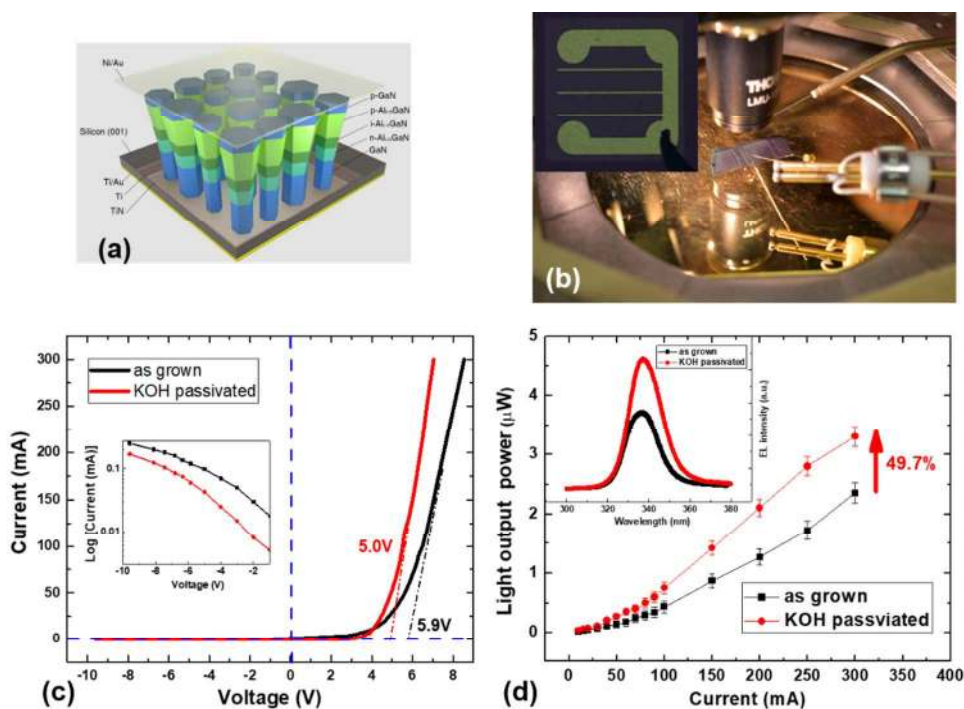 Ni/Au
Silicon (001)
Ti/Au
Ti
TiN
p-GaN
GaN
(a)
THO
LMU-
(b)
Current (mA)
300
250
200
150
100
50
0
as grown
KOH passivated
Log [Current (mA)]
0.1
0.01
-10 -8 -6 -4 -2
Voltage (V)
5.0V
5.9V
-10 -8 -6 -4 -2 0 2 4 6 8
Voltage (V)
(c)
Light output power (μW)
5
4
3
2
1
0
as grown
KOH passivated
EL intensity (a.u.)
300 320 340 360 380
Wavelength (nm)
49.7%
as grown
KOH passviated
0 50 100 150 200 250 300 350 400
Current (mA)
(d)